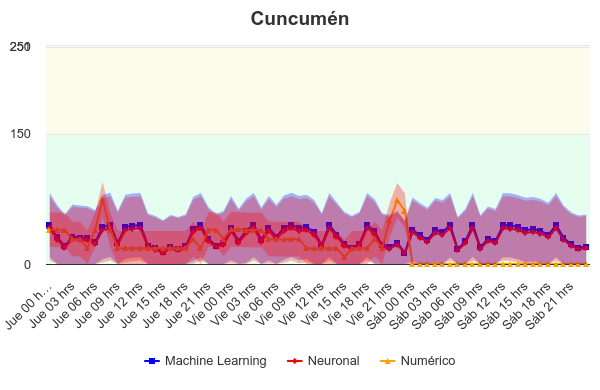 Cuncumén
250
150
0
Jue 00 h...
Jue 03 hrs
Jue 06 hrs
Jue 09 hrs
Jue 12 hrs
Jue 15 hrs
Jue 18 hrs
Jue 21 hrs
Vie 00 hrs
Vie 03 hrs
Vie 06 hrs
Vie 09 hrs
Vie 12 hrs
Vie 15 hrs
Vie 18 hrs
Vie 21 hrs
Sáb 00 hrs
Sáb 03 hrs
Sáb 06 hrs
Sáb 09 hrs
Sáb 12 hrs
Sáb 15 hrs
Sáb 18 hrs
Sáb 21 hrs
Machine Learning Neuronal Numérico